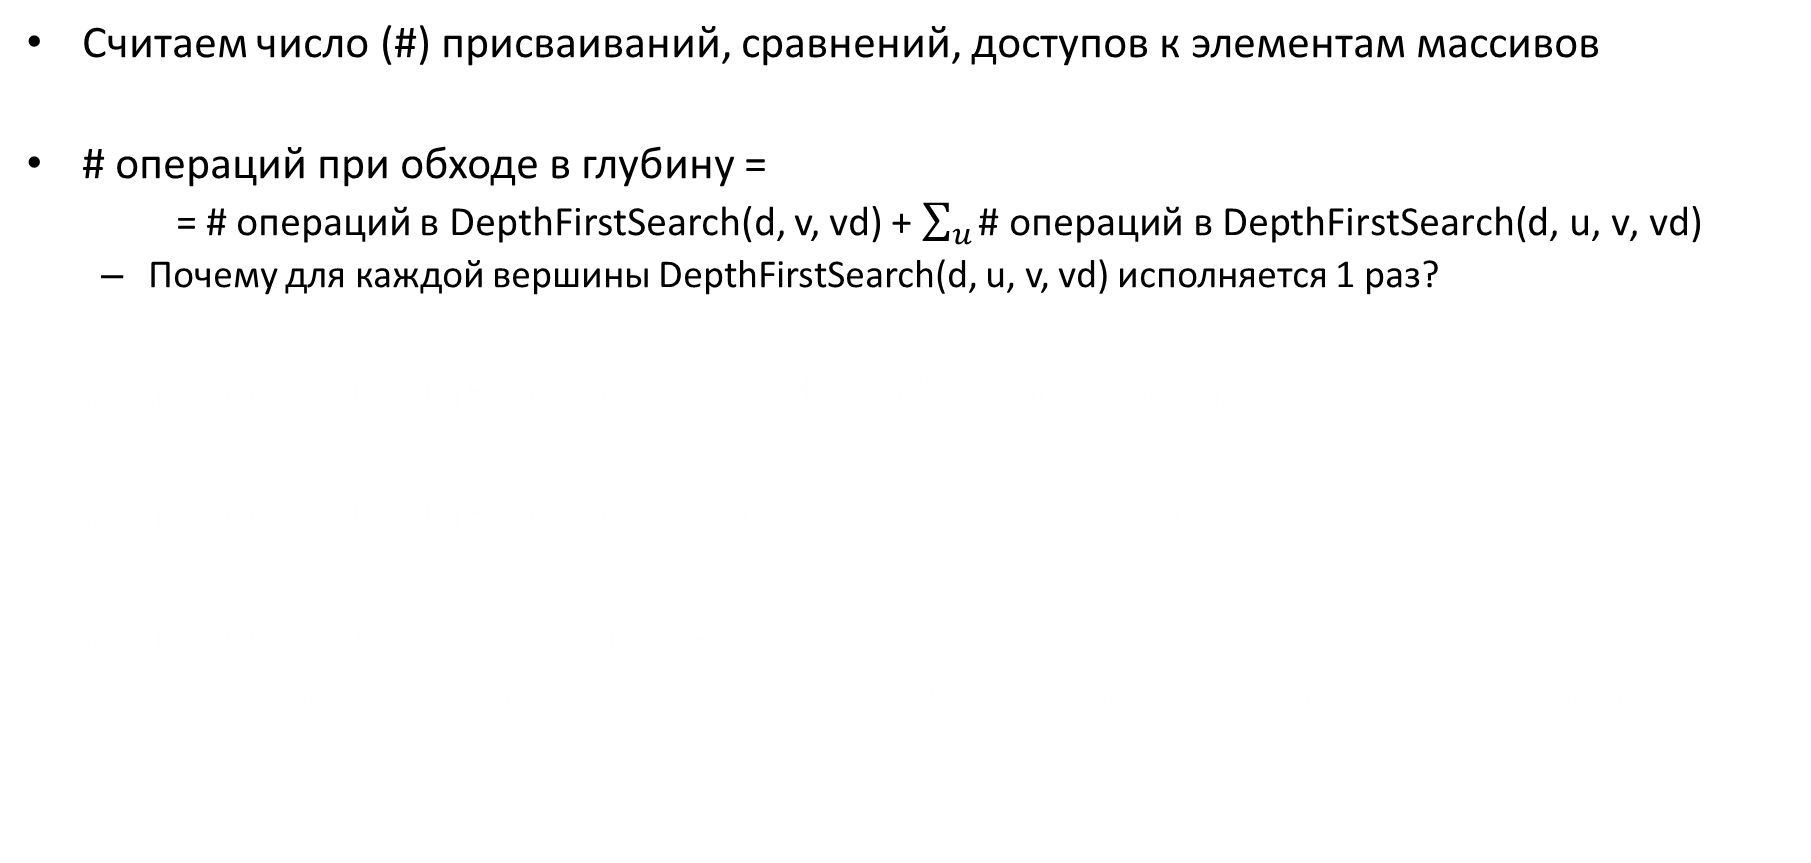 • Считаем число (#) присваиваний, сравнений, доступов к элементам массивов
• # операций при обходе в глубину =
= # операций в DepthFirstSearch(d, v, vd) + ∑u # операций в DepthFirstSearch(d, u, v, vd)
– Почему для каждой вершины DepthFirstSearch(d, u, v, vd) исполняется 1 раз?